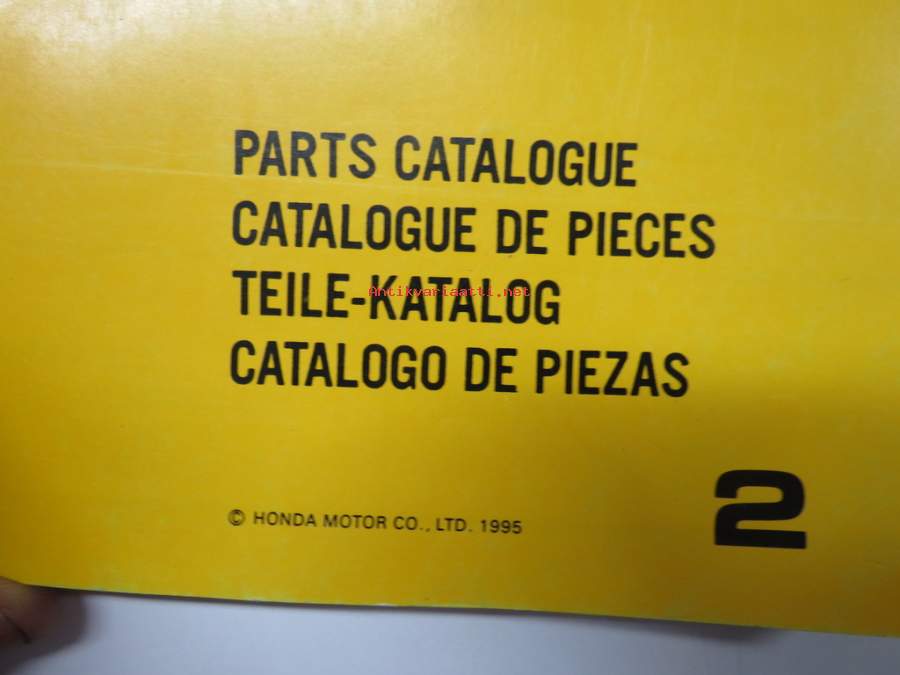 PARTS CATALOGUE
CATALOGUE DE PIECES
TEILE-KATALOG
Antikvariaatti.net
CATALOGO DE PIEZAS
2
© HONDA MOTOR CO., LTD. 1995